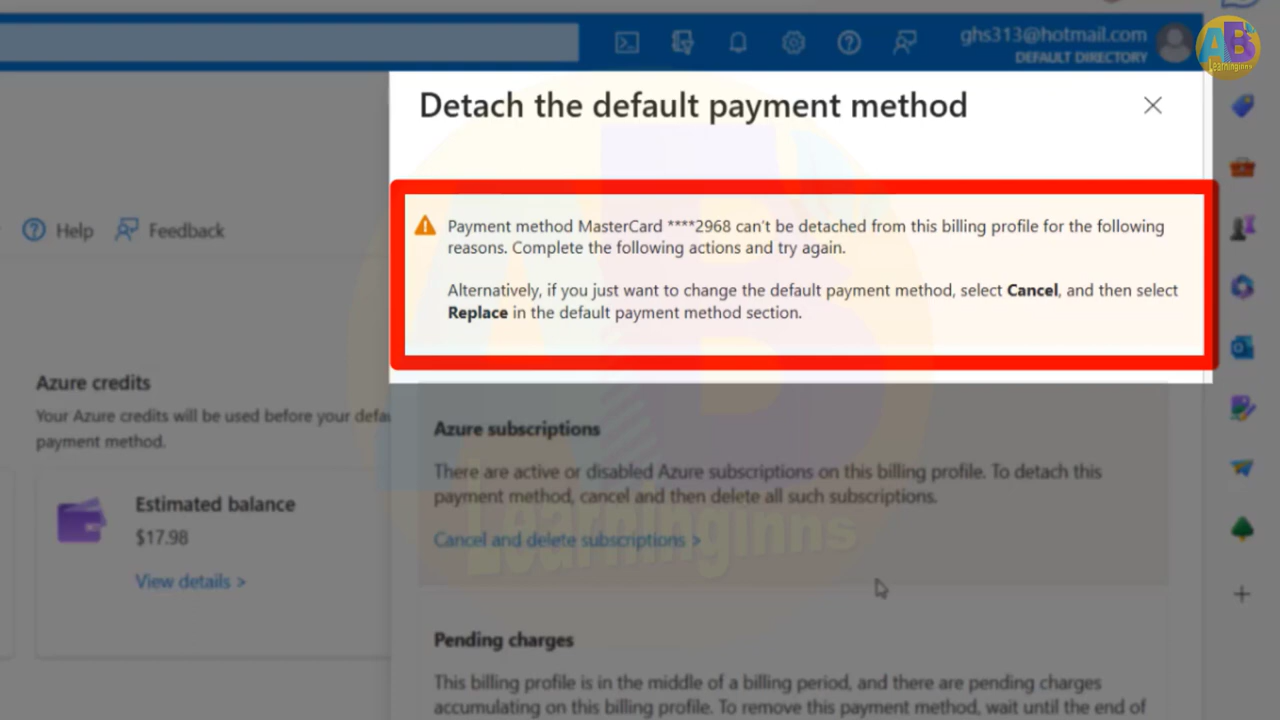 ghs313@hotmail.com
DEFAULT DIRECTORY
AB
Learninginns
Detach the default payment method
Help
Feedback
Payment method MasterCard ****2968 can't be detached from this billing profile for the following
reasons. Complete the following actions and try again.
Alternatively, if you just want to change the default payment method, select Cancel, and then select
Replace in the default payment method section.
Azure credits
Your Azure credits will be used before your defau
payment method.
Estimated balance
$17.98
View details >
Azure subscriptions
There are active or disabled Azure subscriptions on this billing profile. To detach this
payment method, cancel and then delete all such subscriptions.
Cancel and delete subscriptions >
Learninginns
Pending charges
This billing profile is in the middle of a billing period, and there are pending charges
accumulating on this billing profile. To remove this payment method, wait until the end of